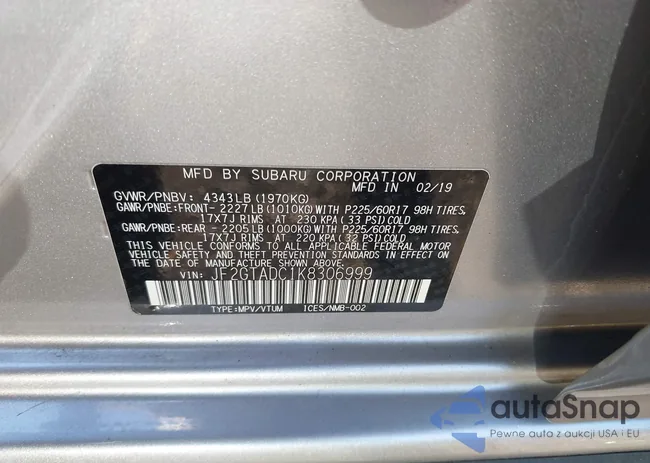 MFD BY SUBARU CORPORATION
MFD IN 02/19
GVWR/PNBV: 4343LB (1970KG)
GAWR/PNBE:FRONT- 2227LB(1010KG)WITH P225/60R17 98H TIRES,
17X7J RIMS AT 230 KPA (33 PSI)COLD
GAWR/PNBE:REAR - 2205LB(1000KG)WITH P225/60R17 98H TIRES,
17X7J RIMS AT 220 KPA (32 PSI)COLD
THIS VEHICLE CONFORMS TO ALL APPLICABLE FEDERAL MOTOR
VEHICLE SAFETY AND THEFT PREVENTION STANDARDS IN EFFECT ON
THE DATE OF MANUFACTURE SHOWN ABOVE.
VIN: JF2GTADC1K8306999
TYPE:MPV/VTUM ICES/NMB-002
autoSnap
Pewne auta z aukcji USA i EU